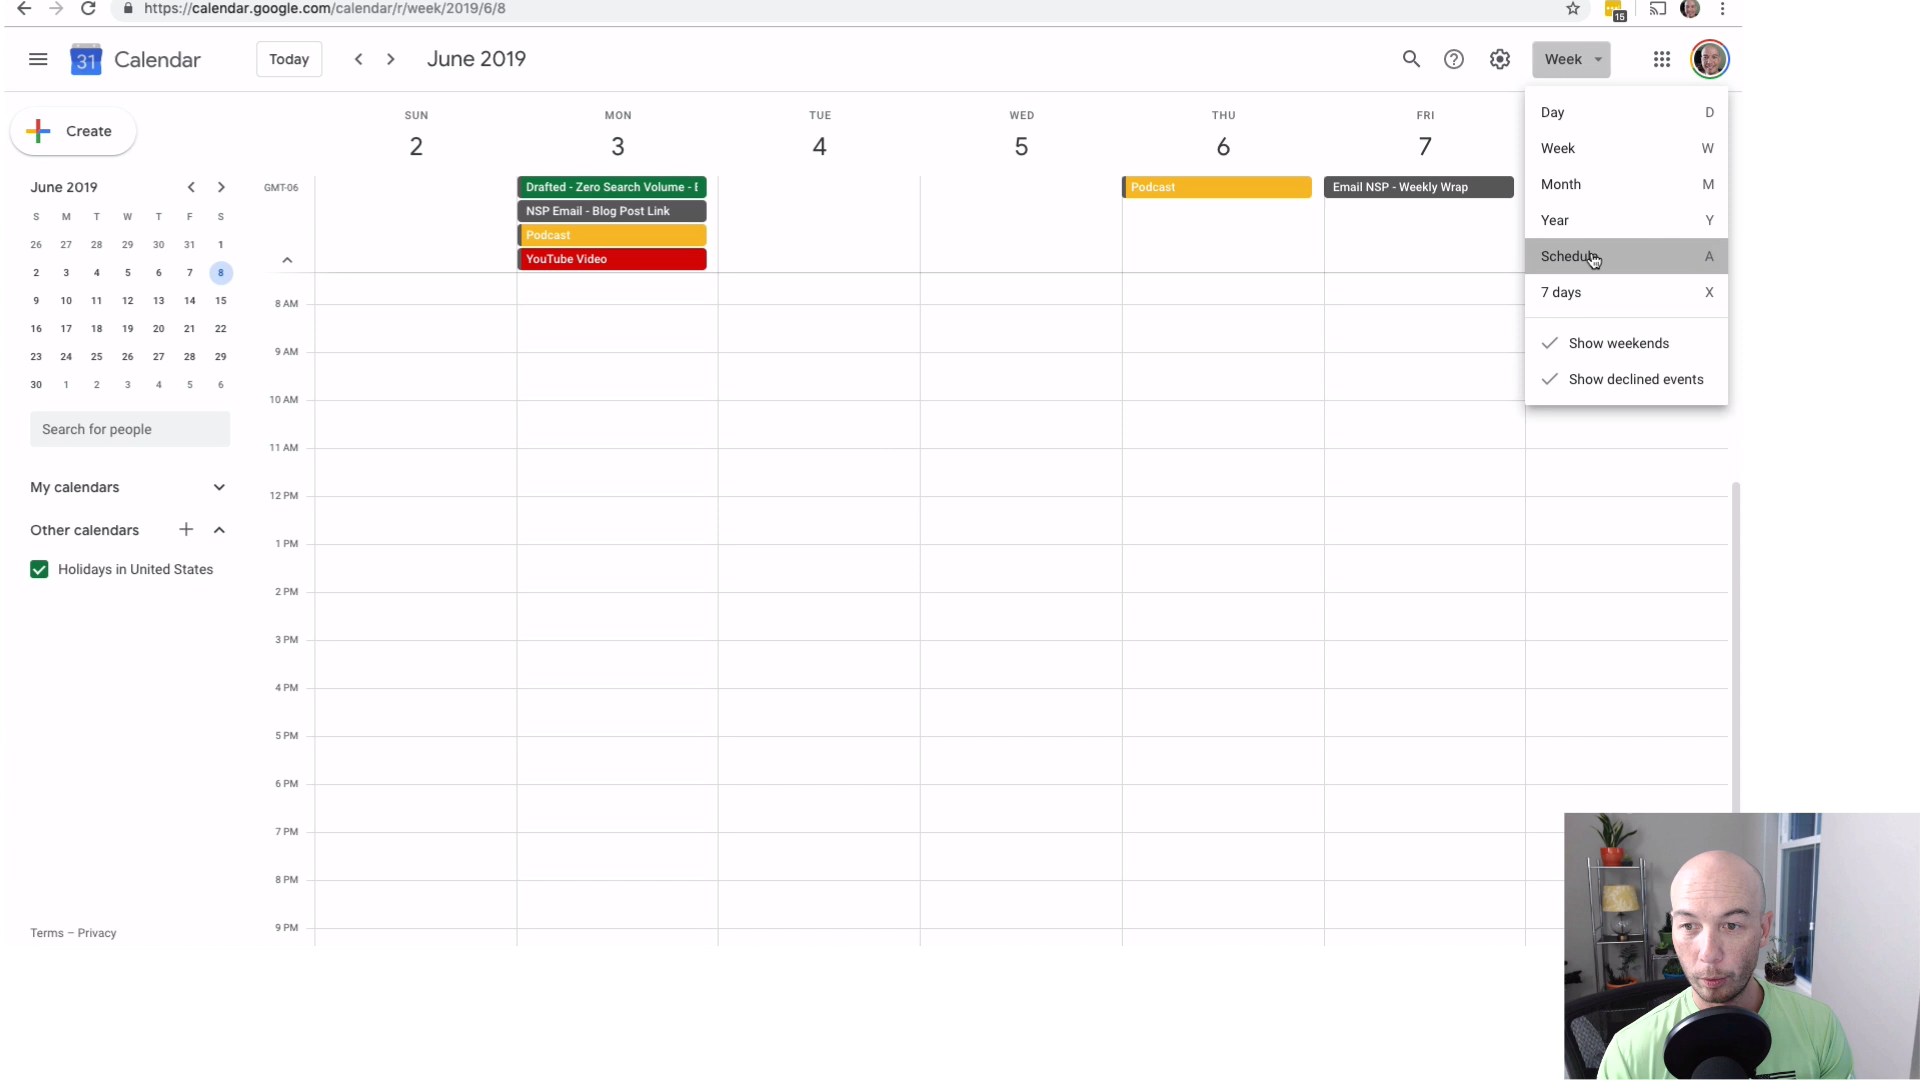 https://calendar.google.com/calendar/r/week/2019/6/8
15
31 Calendar Today June 2019 Week
Create
June 2019
S M T W T F S
26 27 28 29 30 31 1
2 3 4 5 6 7 8
9 10 11 12 13 14 15
16 17 18 19 20 21 22
23 24 25 26 27 28 29
30 1 2 3 4 5 6
Search for people
My calendars
Other calendars
Holidays in United States
Terms – Privacy
SUN MON TUE WED THU FRI
2 3 4 5 6 7
GMT-06
Drafted - Zero Search Volume -
NSP Email - Blog Post Link
Podcast
YouTube Video
Podcast
Email NSP - Weekly Wrap
8 AM
9 AM
10 AM
11 AM
12 PM
1 PM
2 PM
3 PM
4 PM
5 PM
6 PM
7 PM
8 PM
9 PM
Day D
Week W
Month M
Year Y
A
7 days X
Show weekends
Show declined events